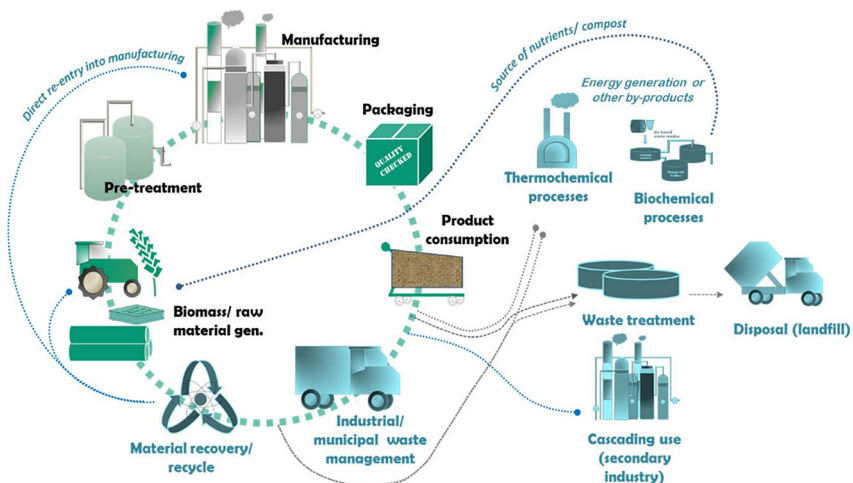 Manufacturing
Direct re-entry into manufacturing
Source of nutrients/ compost
Energy generation or
other by-products
Packaging
QUALITY
CHECKED
Pre-treatment
Thermochemical
processes
Biochemical
processes
Product
consumption
Biomass/ raw
material gen.
Waste treatment
Disposal (landfill)
Industrial/
municipal waste
management
Material recovery/
recycle
Cascading use
(secondary
industry)